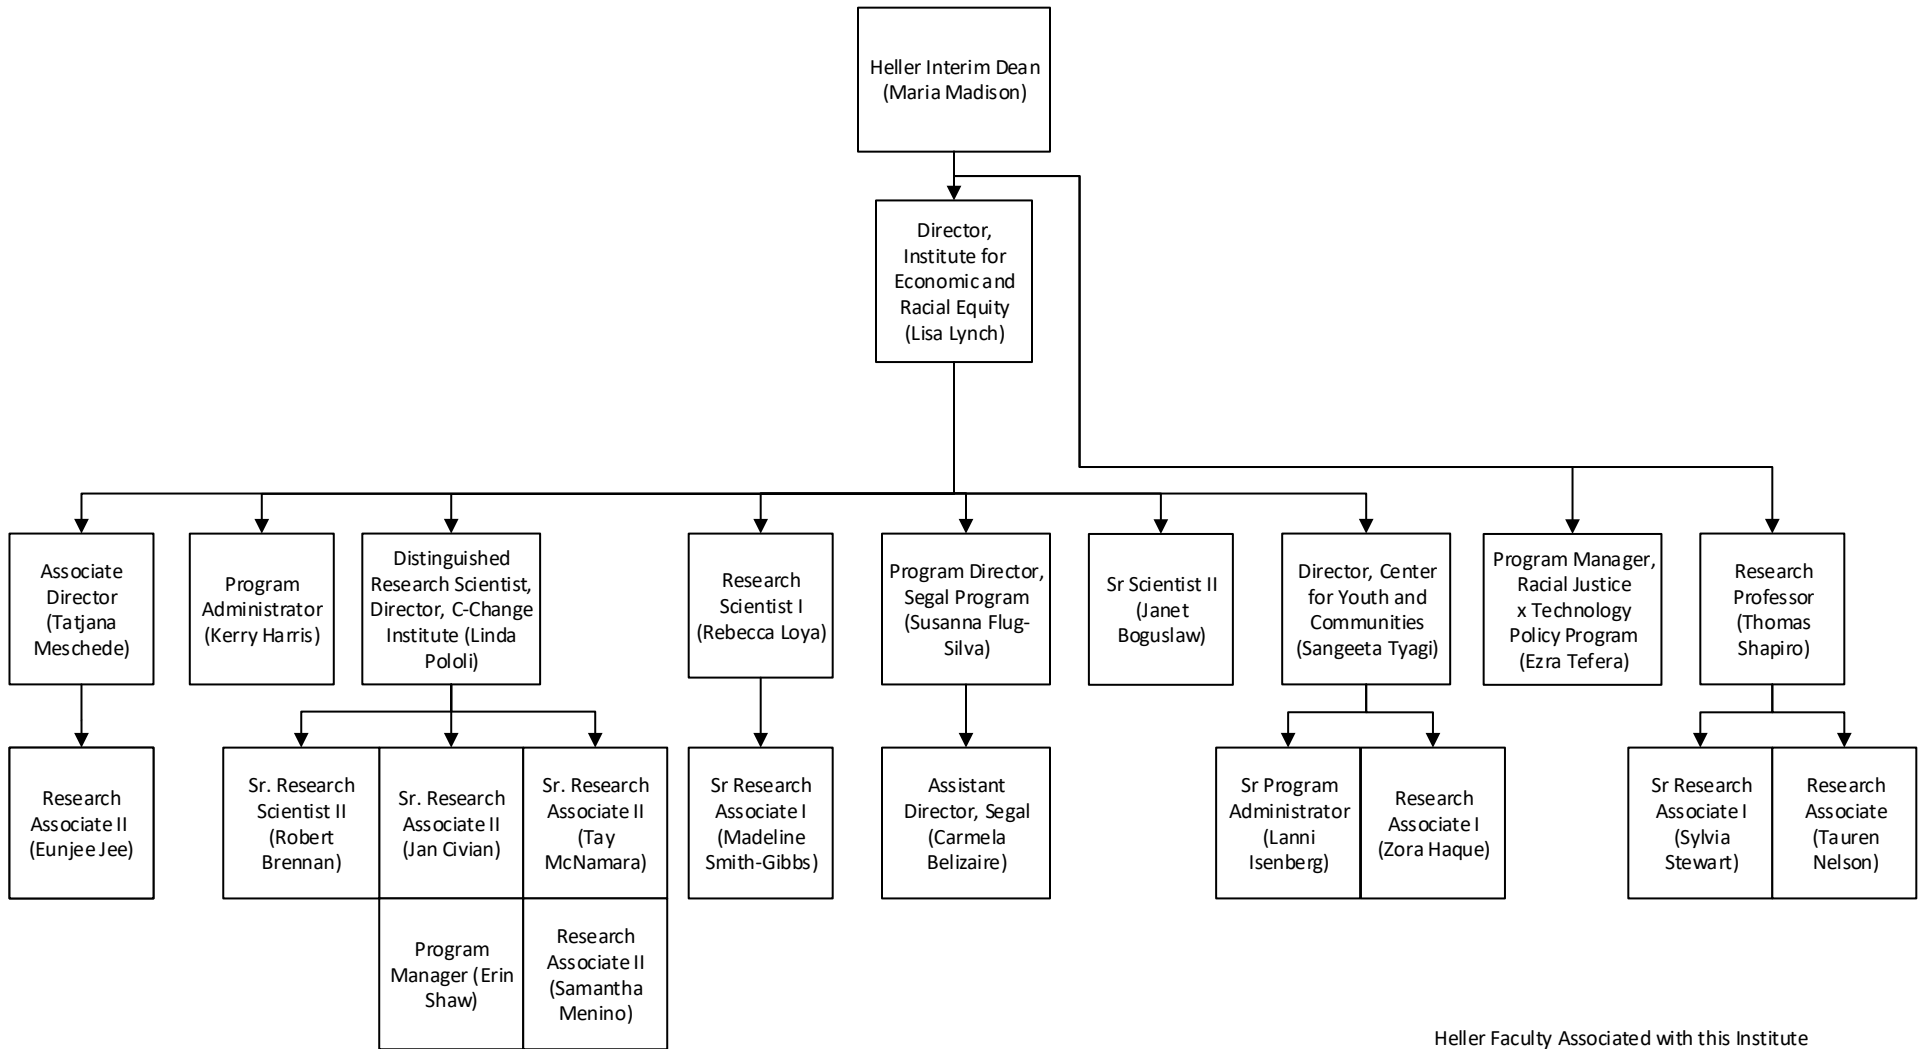 Heller Interim Dean
(Maria Madison)
Director,
Institute for
Economic and
Racial Equity
(Lisa Lynch)
Associate
Director
(Tatjana
Meschede)
Program
Administrator
(Kerry Harris)
Distinguished
Research Scientist,
Director, C-Change
Institute (Linda
Pololi)
Research
Scientist I
(Rebecca Loya)
Program Director,
Segal Program
(Susanna Flug-
Silva)
Sr Scientist II
(Janet
Boguslaw)
Director, Center
for Youth and
Communities
(Sangeeta Tyagi)
Program Manager,
Racial Justice
x Technology
Policy Program
(Ezra Tefera)
Research
Professor
(Thomas
Shapiro)
Research
Associate II
(Eunjee Jee)
Sr. Research
Scientist II
(Robert
Brennan)
Sr. Research
Associate II
(Jan Civian)
Sr. Research
Associate II
(Tay
McNamara)
Sr Research
Associate I
(Madeline
Smith-Gibbs)
Assistant
Director, Segal
(Carmela
Belizaire)
Sr Program
Administrator
(Lanni
Isenberg)
Research
Associate I
(Zora Haque)
Sr Research
Associate I
(Sylvia
Stewart)
Research
Associate
(Tauren
Nelson)
Program
Manager (Erin
Shaw)
Research
Associate II
(Samantha
Menino)
Heller Faculty Associated with this Institute